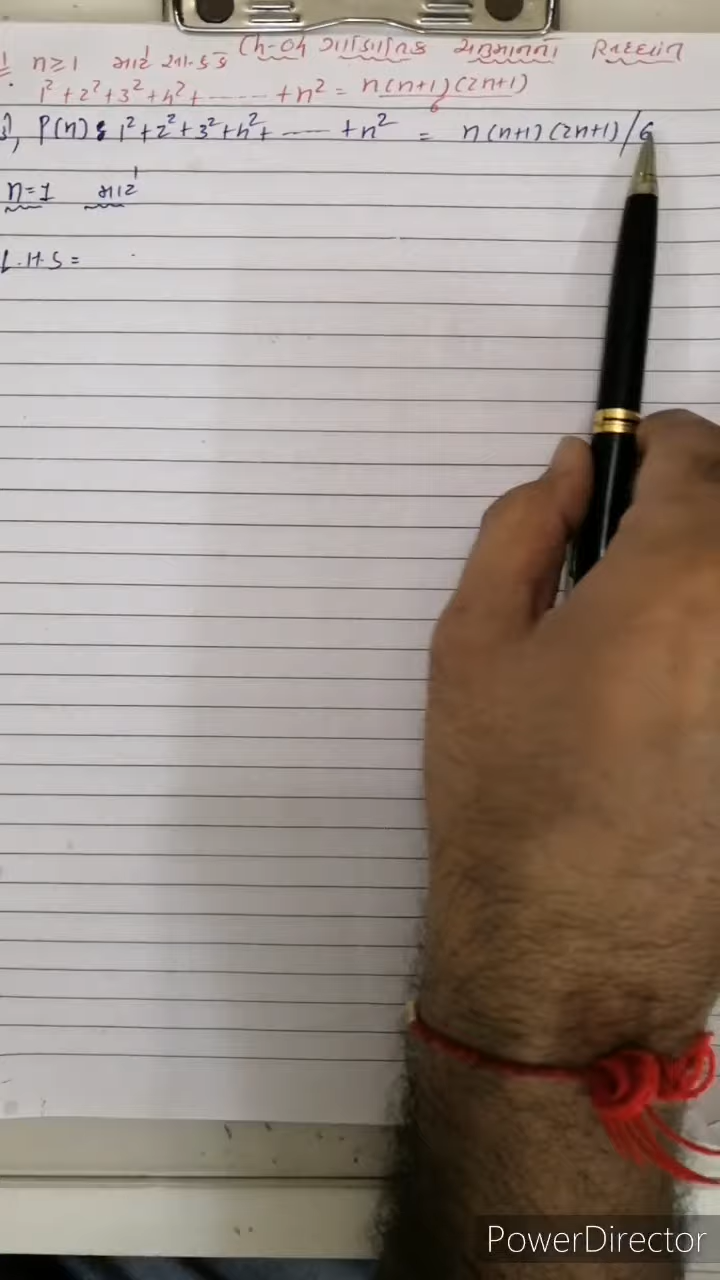 Ch-04 ગાણિતિક અનુમાનનો સિદ્ધાંત
n≥1 માટે સા.ક.કે
1²+2²+3²+4²+ ------ +n² = n(n+1)(2n+1)
6
P(n) : 1²+2²+3²+4²+ ------ +n² = n(n+1)(2n+1)/6
n=1 માટે
L.H.S =
PowerDirector